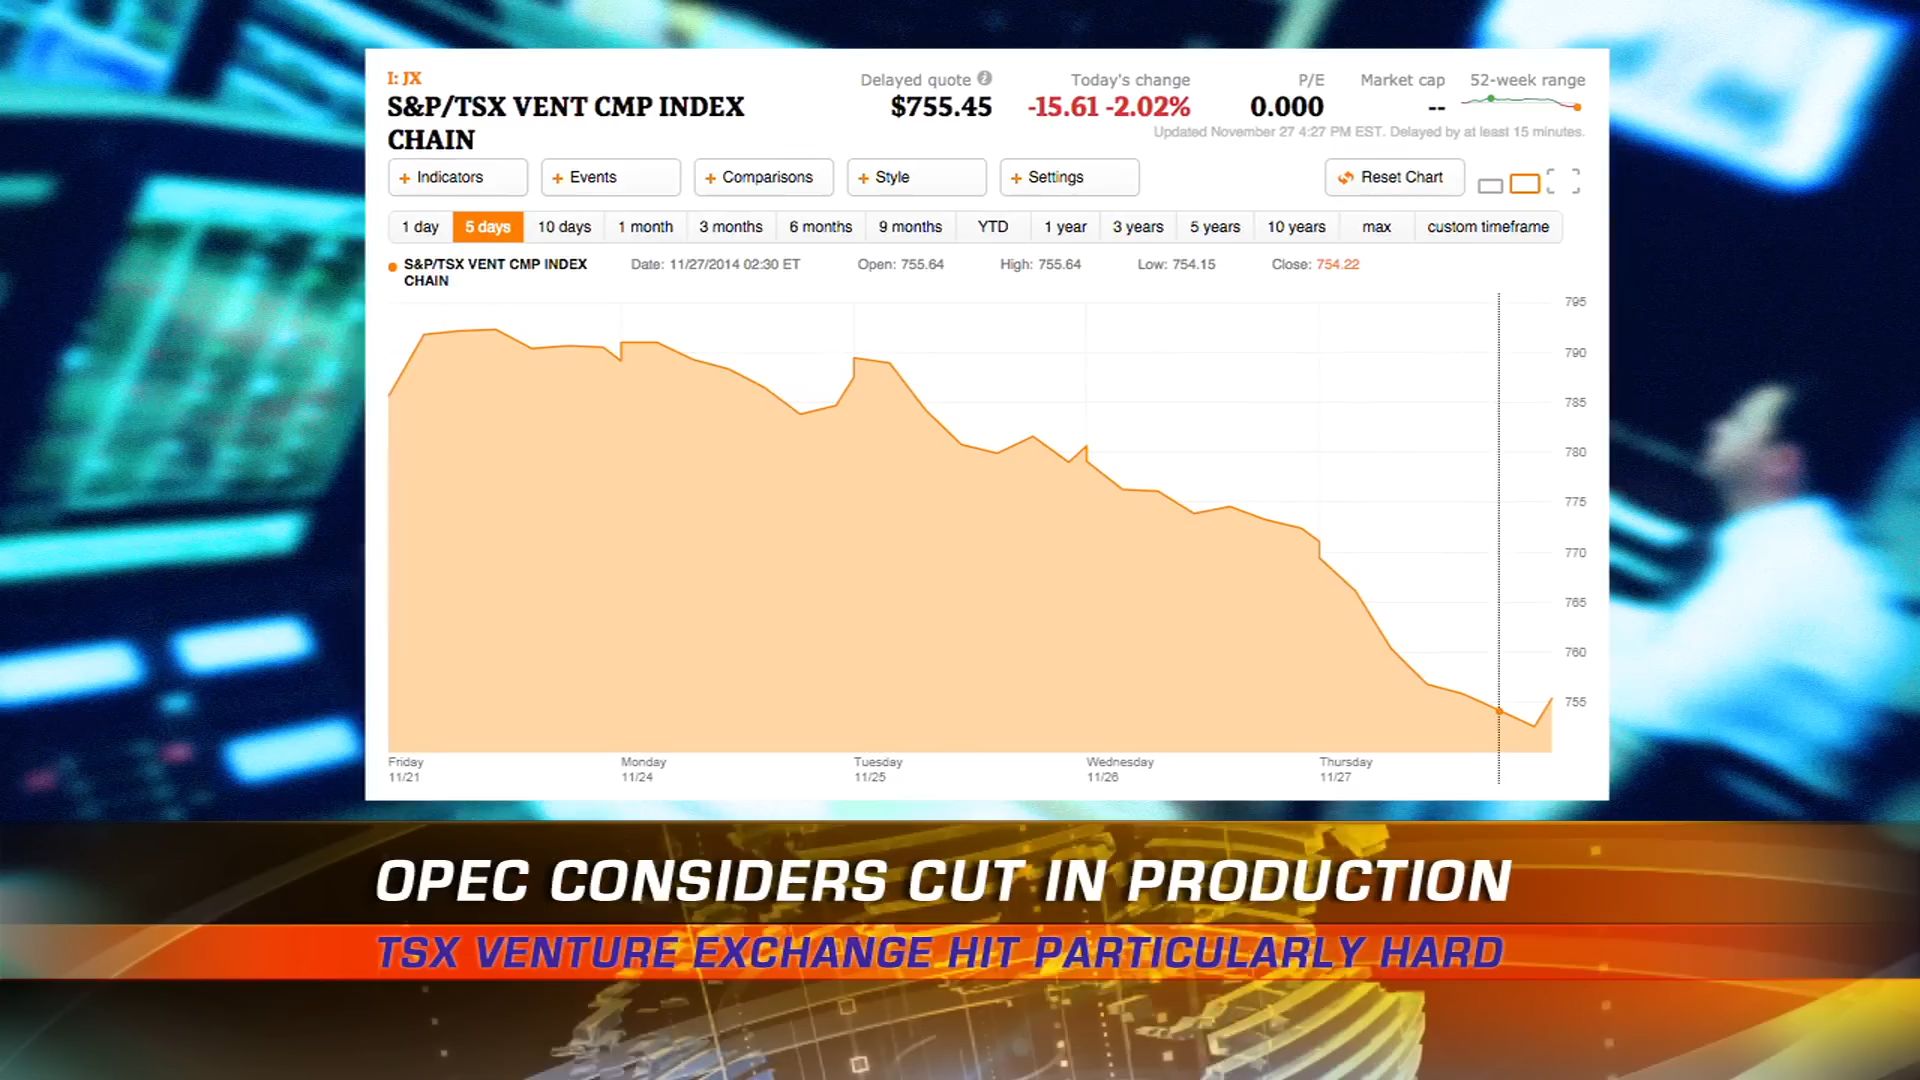 I: JX
S&P/TSX VENT CMP INDEX
CHAIN
Delayed quote
$755.45
Today's change
-15.61 -2.02%
P/E
0.000
Market cap
--
52-week range
Updated November 27 4:27 PM EST. Delayed by at least 15 minutes.
+ Indicators
+ Events
+ Comparisons
+ Style
+ Settings
Reset Chart
1 day 5 days 10 days 1 month 3 months 6 months 9 months YTD 1 year 3 years 5 years 10 years max custom timeframe
S&P/TSX VENT CMP INDEX
CHAIN
Date: 11/27/2014 02:30 ET Open: 755.64 High: 755.64 Low: 754.15 Close: 754.22
795
790
785
780
775
770
765
760
755
Friday
11/21
Monday
11/24
Tuesday
11/25
Wednesday
11/26
Thursday
11/27
OPEC CONSIDERS CUT IN PRODUCTION
TSX VENTURE EXCHANGE HIT PARTICULARLY HARD